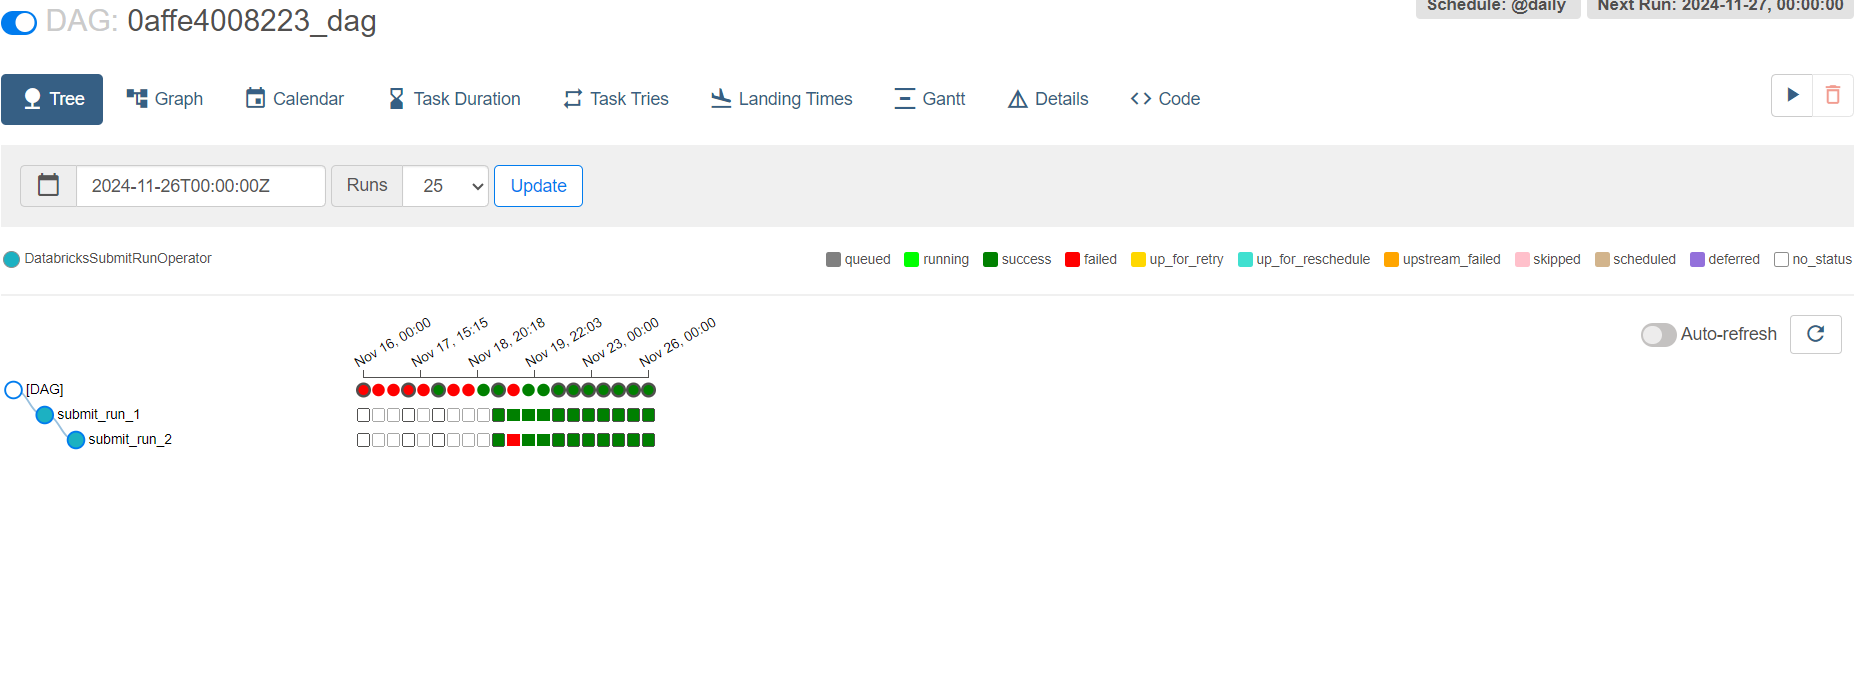 DAG: 0affe4008223_dag
Schedule: @daily
Next Run: 2024-11-27, 00:00:00
Tree
Graph
Calendar
Task Duration
Task Tries
Landing Times
Gantt
Details
<> Code
2024-11-26T00:00:00Z
Runs
25
Update
DatabricksSubmitRunOperator
queued
running
success
failed
up_for_retry
up_for_reschedule
upstream_failed
skipped
scheduled
deferred
no_status
Nov 16, 00:00
Nov 17, 15:15
Nov 18, 20:18
Nov 19, 22:03
Nov 23, 00:00
Nov 26, 00:00
Auto-refresh
[DAG]
submit_run_1
submit_run_2